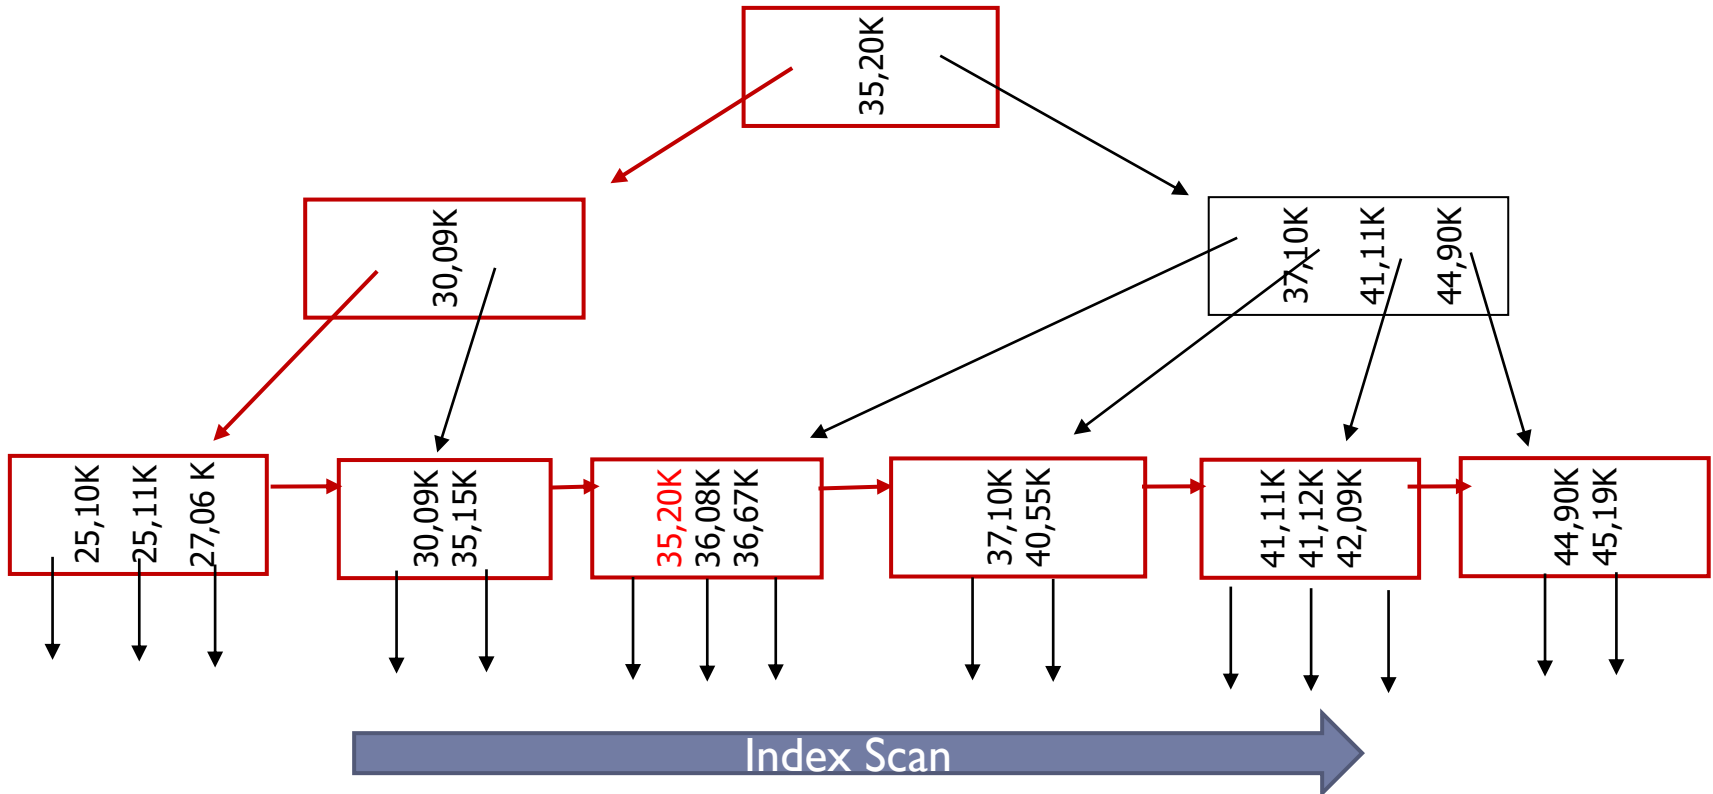 35,20K
30,09K
37,10K
41,11K
44,90K
25,10K
25,11K
27,06 K
30,09K
35,15K
35,20K
36,08K
36,67K
37,10K
40,55K
41,11K
41,12K
42,09K
44,90K
45,19K
Index Scan